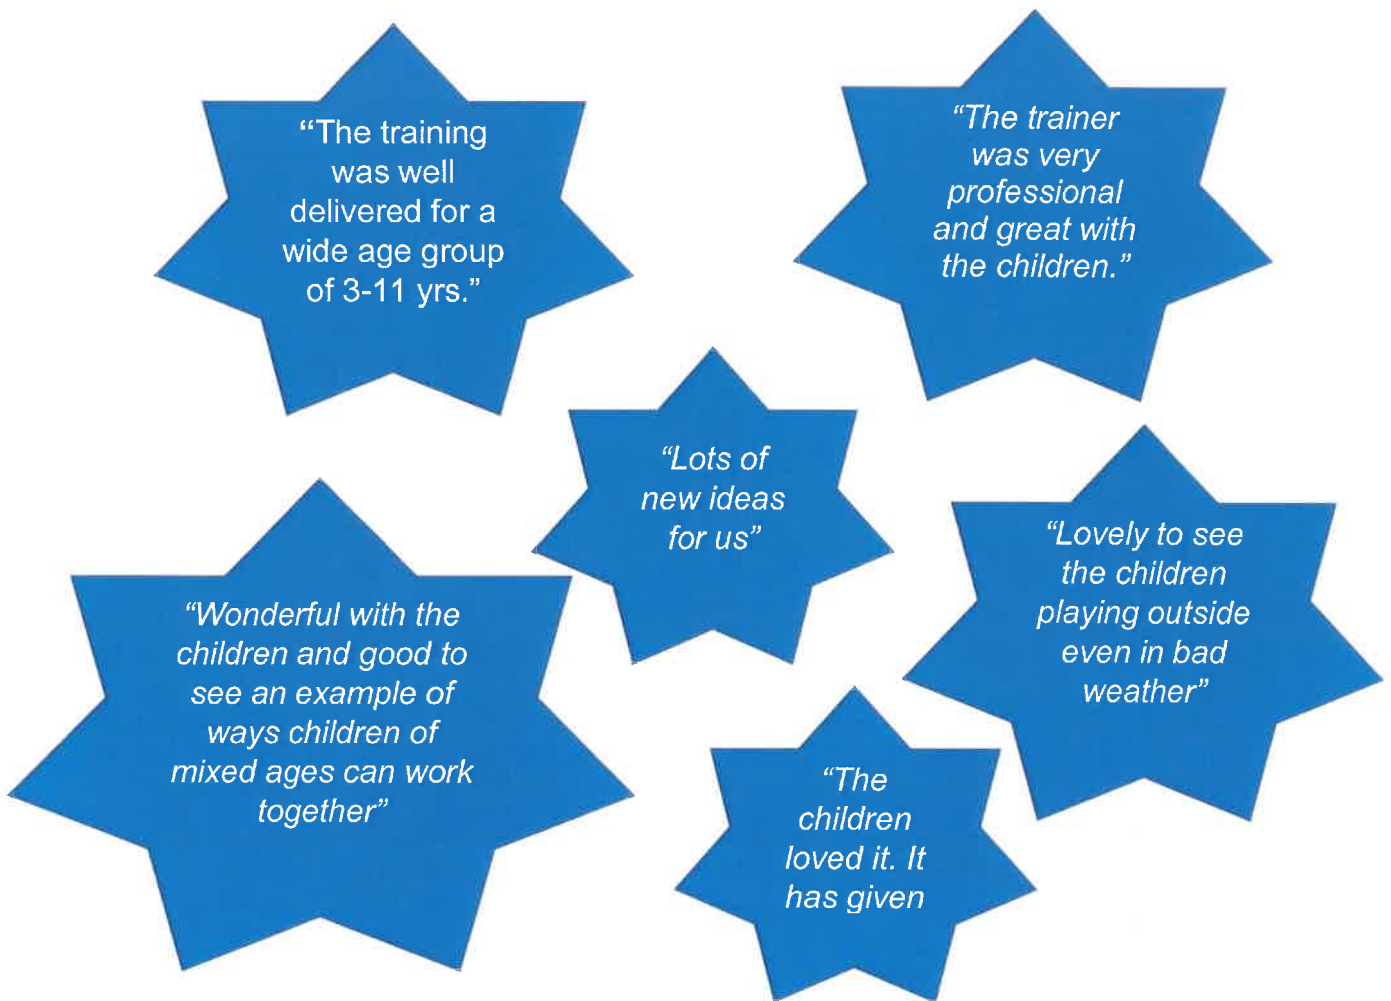 “The training
was well
delivered for a
wide age group
of 3-11 yrs.”
“The trainer
was very
professional
and great with
the children.”
“Lots of
new ideas
for us”
“Lovely to see
the children
playing outside
even in bad
weather”
“Wonderful with the
children and good to
see an example of
ways children of
mixed ages can work
together”
“The
children
loved it. It
has given